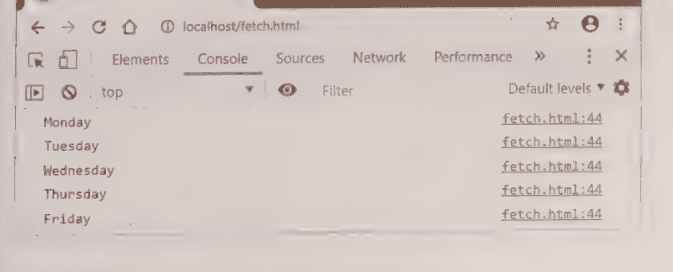 localhost/fetch.html
Elements Console Sources Network Performance »
top Filter Default levels ▼
Monday fetch.html:44
Tuesday fetch.html:44
Wednesday fetch.html:44
Thursday fetch.html:44
Friday fetch.html:44